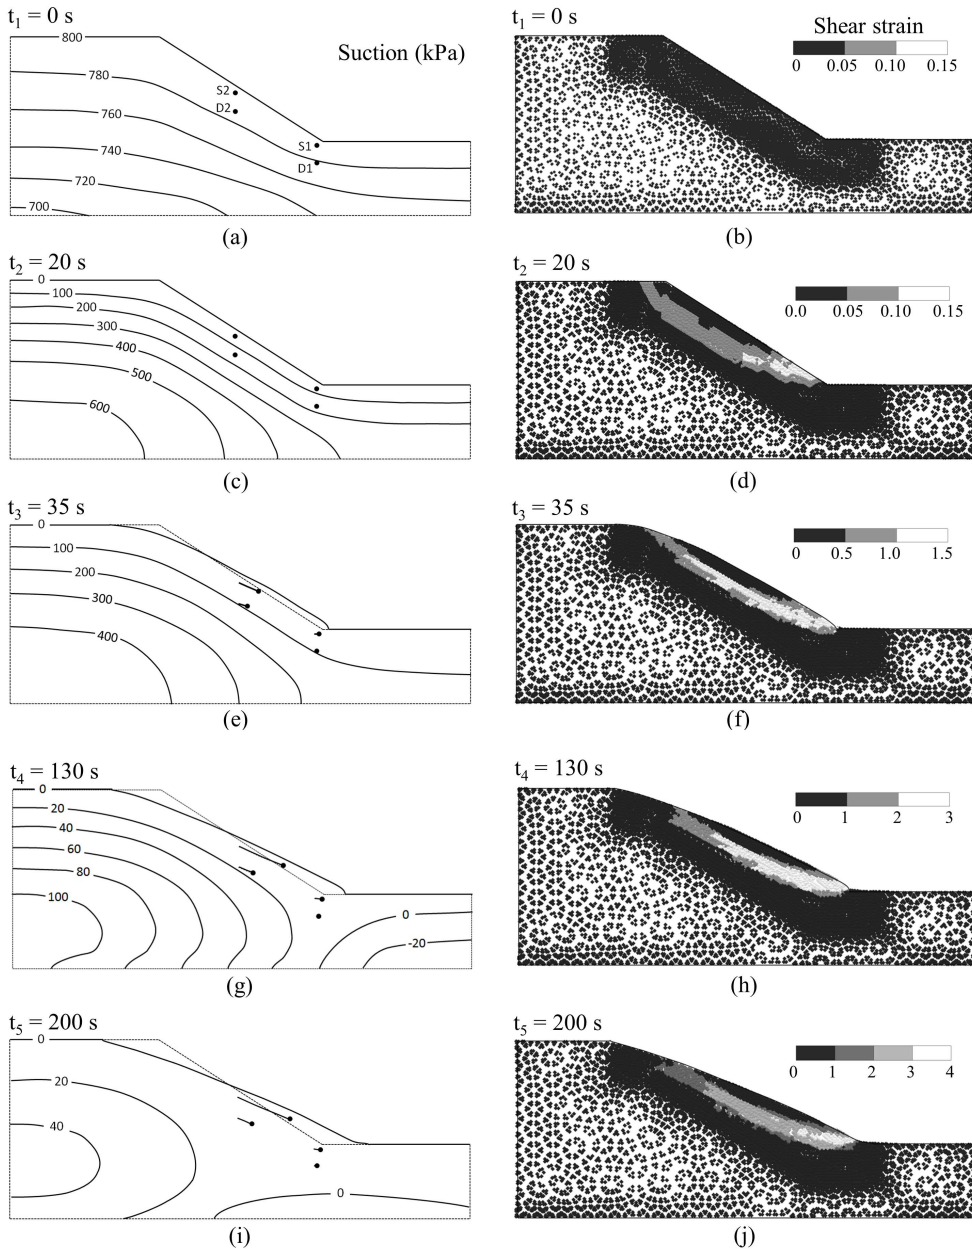 t1 = 0 s
800
Suction (kPa)
780
S2
D2
760
S1
740
D1
720
700
(a)
t1 = 0 s
Shear strain
0 0.05 0.10 0.15
(b)
t2 = 20 s
0
100
200
300
400
500
600
(c)
t2 = 20 s
0.0 0.05 0.10 0.15
(d)
t3 = 35 s
0
100
200
300
400
(e)
t3 = 35 s
0 0.5 1.0 1.5
(f)
t4 = 130 s
0
20
40
60
80
100
0
-20
(g)
t4 = 130 s
0 1 2 3
(h)
t5 = 200 s
0
20
40
0
(i)
t5 = 200 s
0 1 2 3 4
(j)